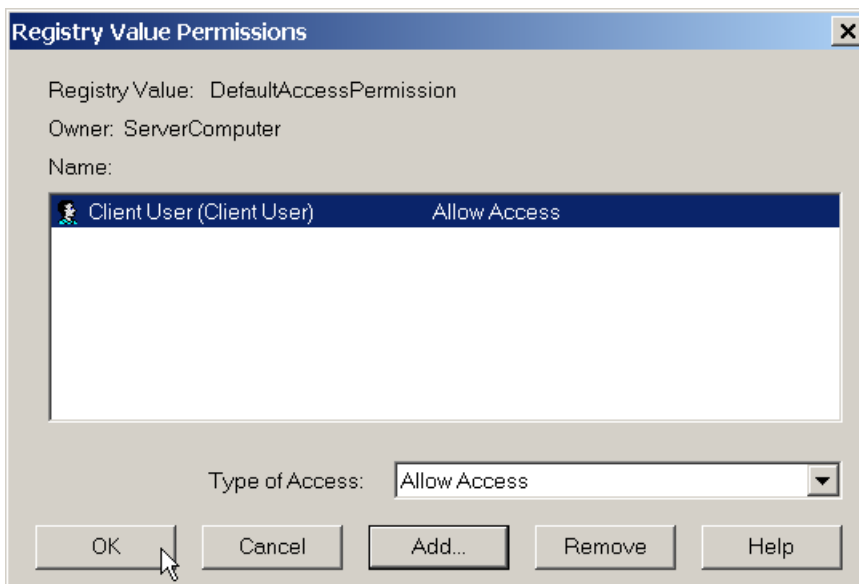 Registry Value Permissions
Registry Value: DefaultAccessPermission
Owner: ServerComputer
Name:
Client User (Client User) Allow Access
Type of Access: Allow Access
OK Cancel Add... Remove Help